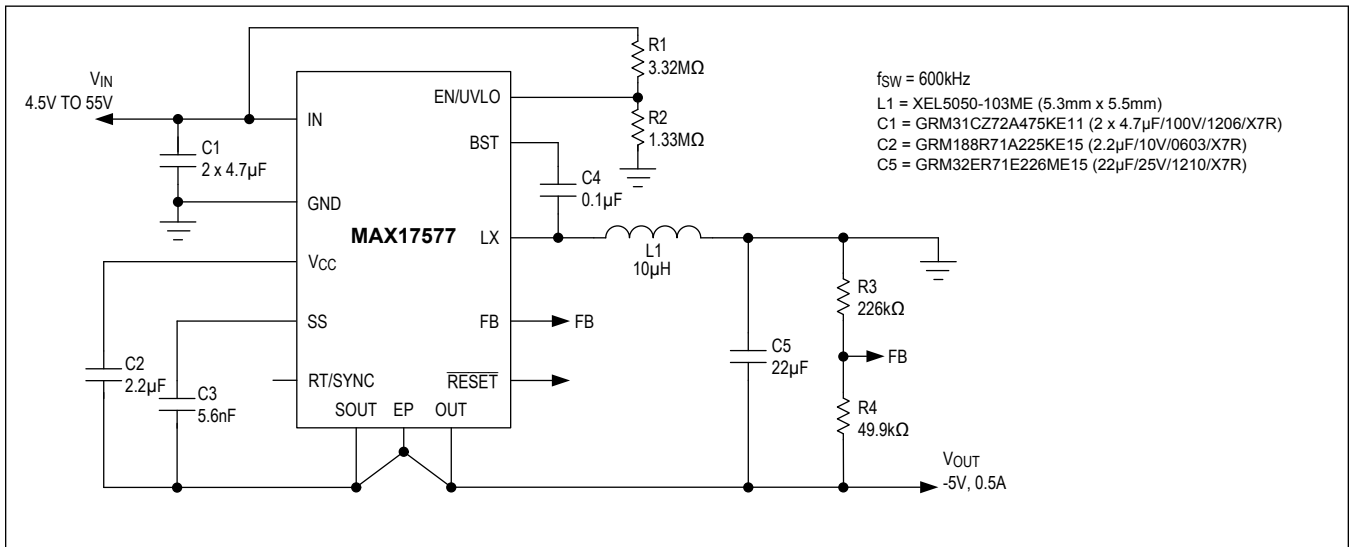 VIN
4.5V TO 55V
C1
2 x 4.7µF
IN
GND
VCC
SS
RT/SYNC
SOUT
EP
OUT
MAX17577
EN/UVLO
BST
LX
FB
RESET
R1
3.32MΩ
R2
1.33MΩ
C4
0.1µF
L1
10µH
FB
C2
2.2µF
C3
5.6nF
C5
22µF
R3
226kΩ
FB
R4
49.9kΩ
VOUT
-5V, 0.5A
fSW = 600kHz
L1 = XEL5050-103ME (5.3mm x 5.5mm)
C1 = GRM31CZ72A475KE11 (2 x 4.7µF/100V/1206/X7R)
C2 = GRM188R71A225KE15 (2.2µF/10V/0603/X7R)
C5 = GRM32ER71E226ME15 (22µF/25V/1210/X7R)